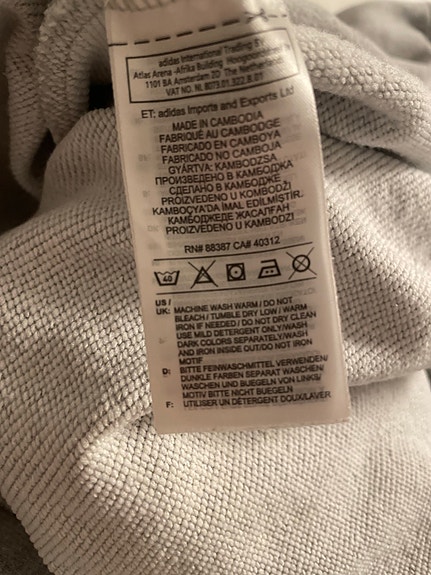 adidas International Trading B.V.
Atlas Arena -Afrika Building Hoogoorddreef
1101 BA Amsterdam ZO The Netherlands
VAT NO. NL 8073.01.522.B.01
ET: adidas Imports and Exports Ltd
MADE IN CAMBODIA
FABRIQUÉ AU CAMBODGE
FABRICADO EN CAMBOYA
FABRICADO NO CAMBOJA
GYÁRTVA: KAMBODZSA
ПРОИЗВЕДЕНО В КАМБОДЖА
СДЕЛАНО В КАМБОДЖЕ
PROIZVEDENO U KOMBODŽI
KAMBOÇYA'DA İMAL EDİLMİŞTİR.
КАМБОДЖЕДЕ ЖАСАЛҒАН
PROIZVEDENO U KAMBODZI
RN# 88387 CA# 40312
40
US / UK: MACHINE WASH WARM / DO NOT
BLEACH / TUMBLE DRY LOW / WARM
IRON IF NEEDED / DO NOT DRY CLEAN
USE MILD DETERGENT ONLY/WASH
DARK COLORS SEPARATELY/WASH
AND IRON INSIDE OUT/DO NOT IRON
MOTIF
D: BITTE FEINWASCHMITTEL VERWENDEN/
DUNKLE FARBEN SEPARAT WASCHEN/
WASCHEN UND BUEGELN VON LINKS/
MOTIV BITTE NICHT BUEGELN
F: UTILISER UN DÉTERGENT DOUX/LAVER